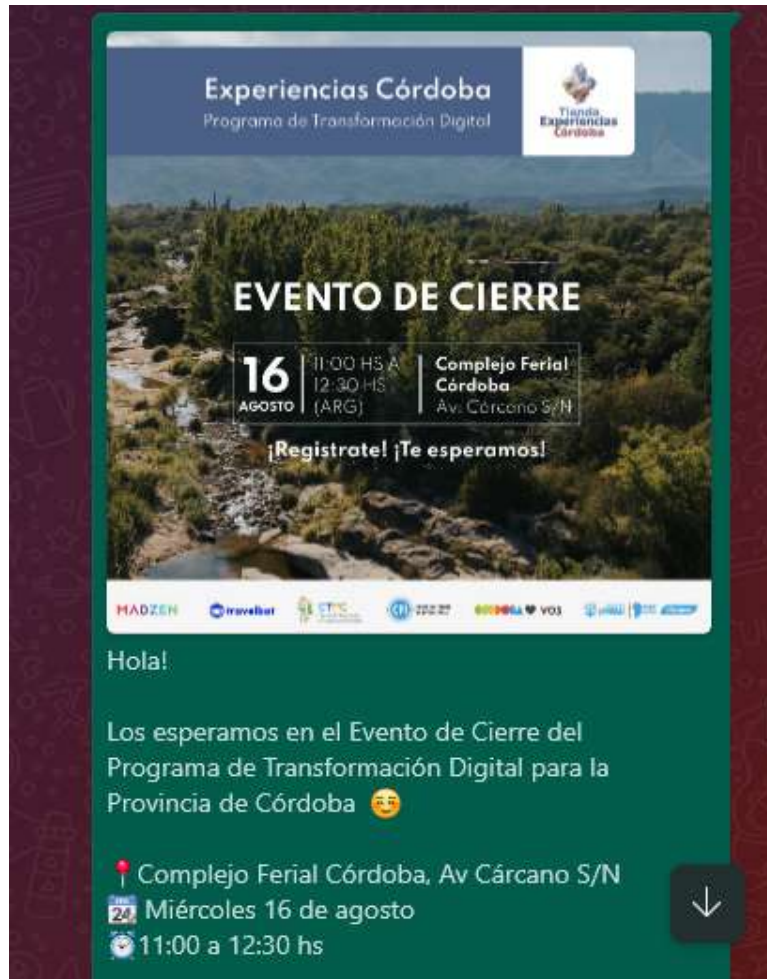 Experiencias Córdoba
Programa de Transformación Digital
Tienda
Experiencias
Córdoba
EVENTO DE CIERRE
16
AGOSTO
11:00 HS A
12:30 HS
(ARG)
Complejo Ferial
Córdoba
Av. Cárcano S/N
¡Registrate! ¡Te esperamos!
MADZEN
travelbot
CÓRDOBA VOS
Hola!
Los esperamos en el Evento de Cierre del
Programa de Transformación Digital para la
Provincia de Córdoba
Complejo Ferial Córdoba, Av Cárcano S/N
Miércoles 16 de agosto
11:00 a 12:30 hs